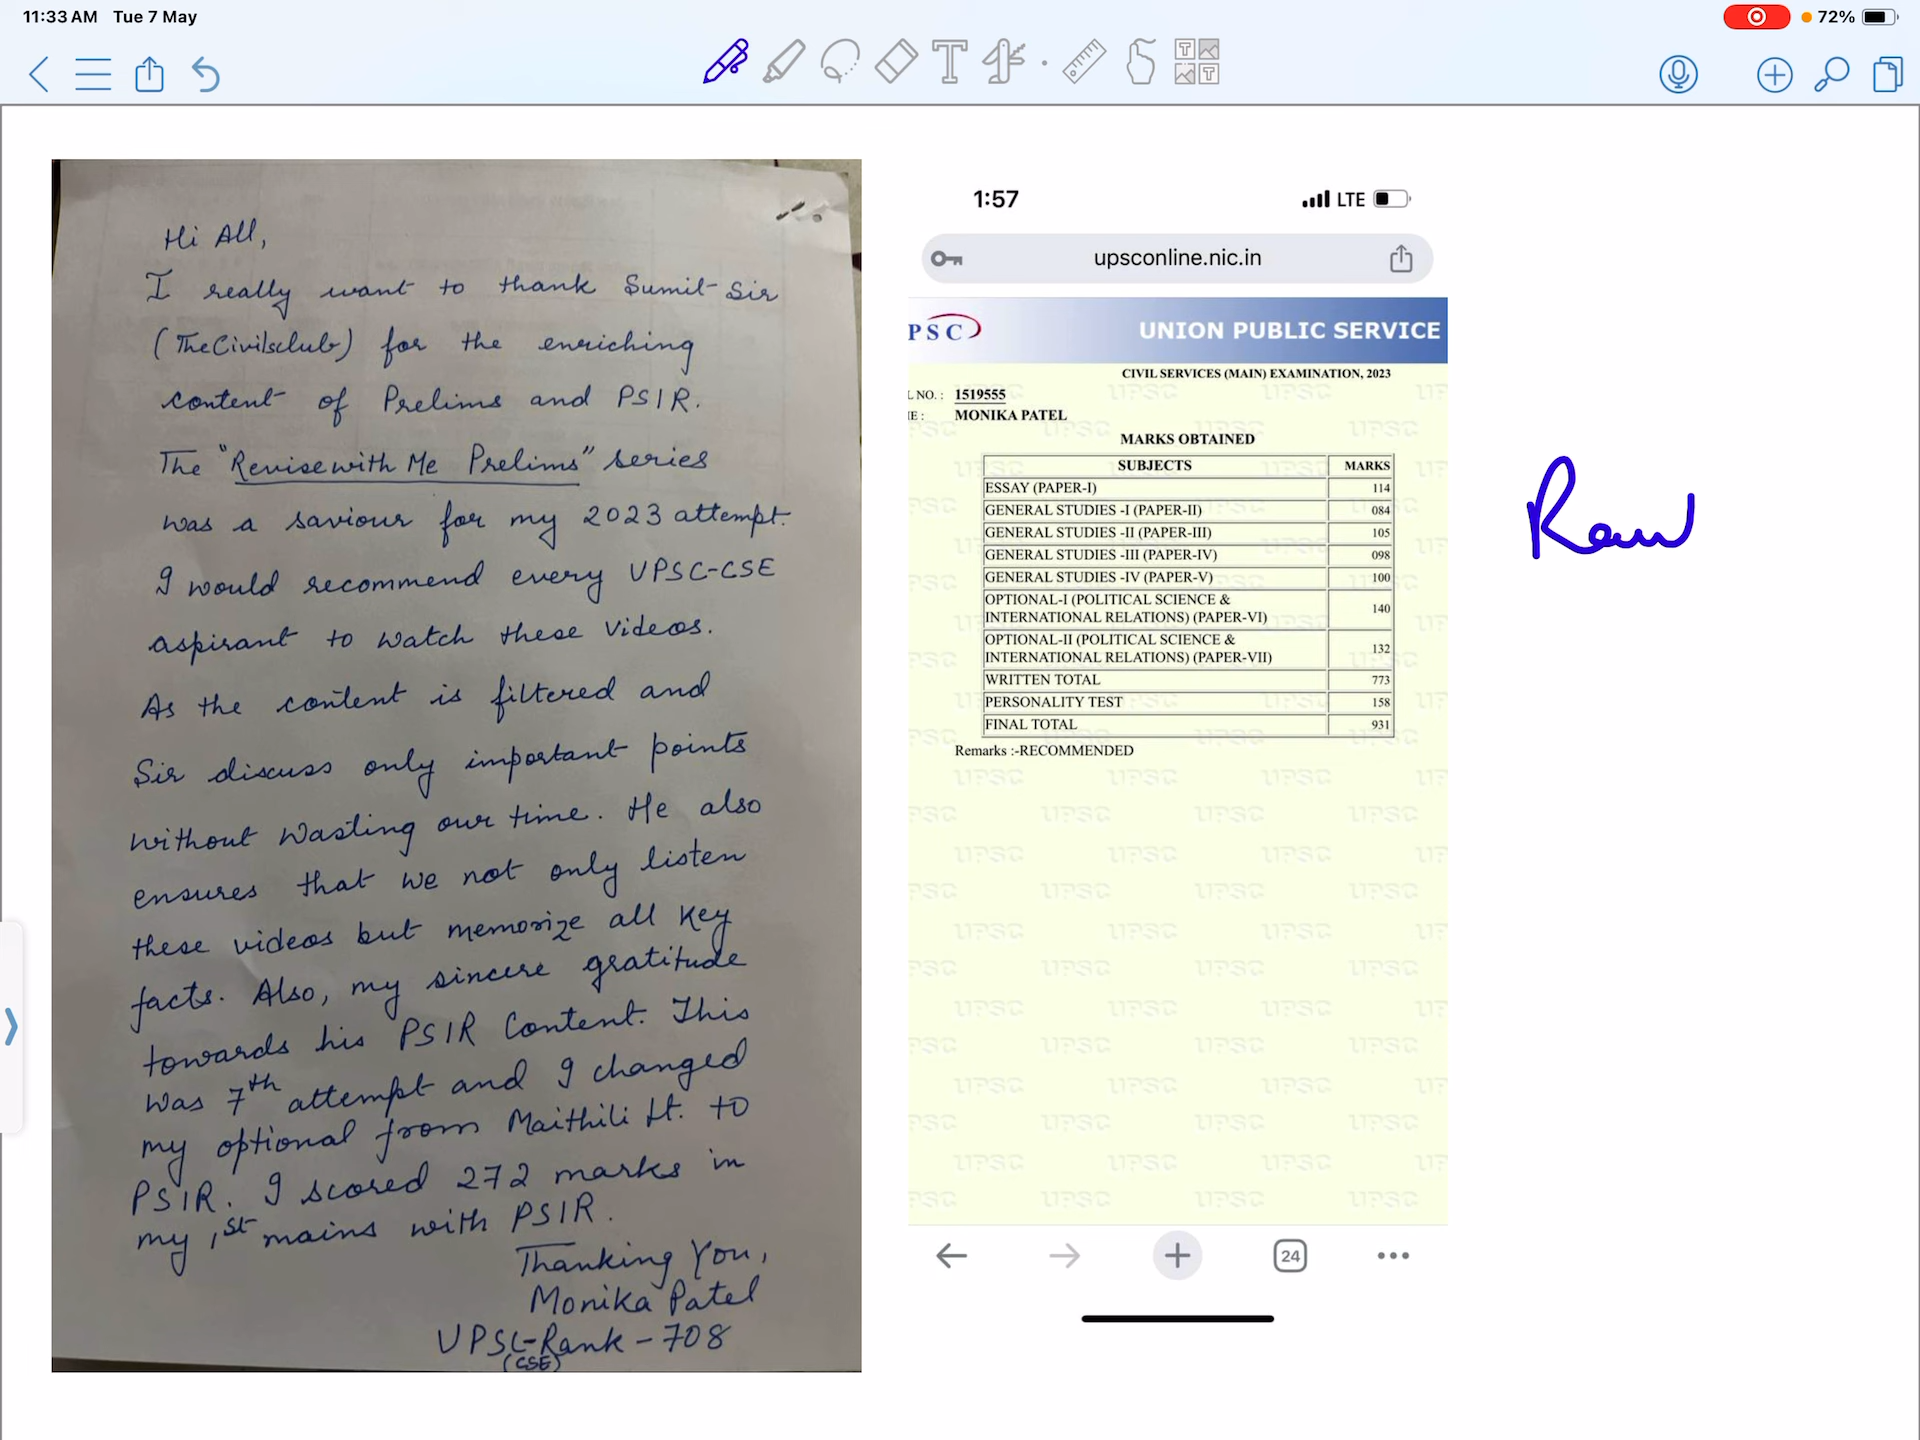 11:33 AM Tue 7 May
72%
Hi All,
I really want to thank Sumit Sir
(TheCivilsclub) for the enriching
content of Prelims and PSIR.
The "Revise with Me Prelims" series
was a saviour for my 2023 attempt.
I would recommend every UPSC-CSE
aspirant to watch these videos.
As the content is filtered and
Sir discuss only important points
without wasting our time. He also
ensures that we not only listen
these videos but memorize all key
facts. Also, my sincere gratitude
towards his PSIR Content. This
was 7th attempt and I changed
my optional from Maithili Lt. to
PSIR. I scored 272 marks in
my 1st mains with PSIR.
Thanking You,
Monika Patel
UPSC-Rank - 708
(CSE)
1:57 LTE
upsconline.nic.in
PSC UNION PUBLIC SERVICE
CIVIL SERVICES (MAIN) EXAMINATION, 2023
L NO. : 1519555
IE : MONIKA PATEL
MARKS OBTAINED
SUBJECTS MARKS
ESSAY (PAPER-I) 114
GENERAL STUDIES -I (PAPER-II) 084
GENERAL STUDIES -II (PAPER-III) 105
GENERAL STUDIES -III (PAPER-IV) 098
GENERAL STUDIES -IV (PAPER-V) 100
OPTIONAL-I (POLITICAL SCIENCE &
INTERNATIONAL RELATIONS) (PAPER-VI) 140
OPTIONAL-II (POLITICAL SCIENCE &
INTERNATIONAL RELATIONS) (PAPER-VII) 132
WRITTEN TOTAL 773
PERSONALITY TEST 158
FINAL TOTAL 931
Remarks :-RECOMMENDED
24
Raw